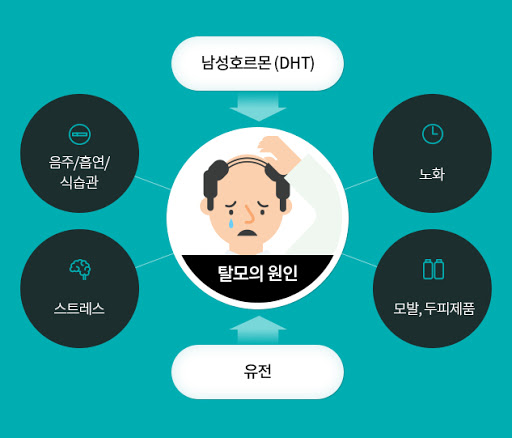 남성호르몬 (DHT)
음주/흡연/
식습관
노화
탈모의 원인
스트레스
모발, 두피제품
유전